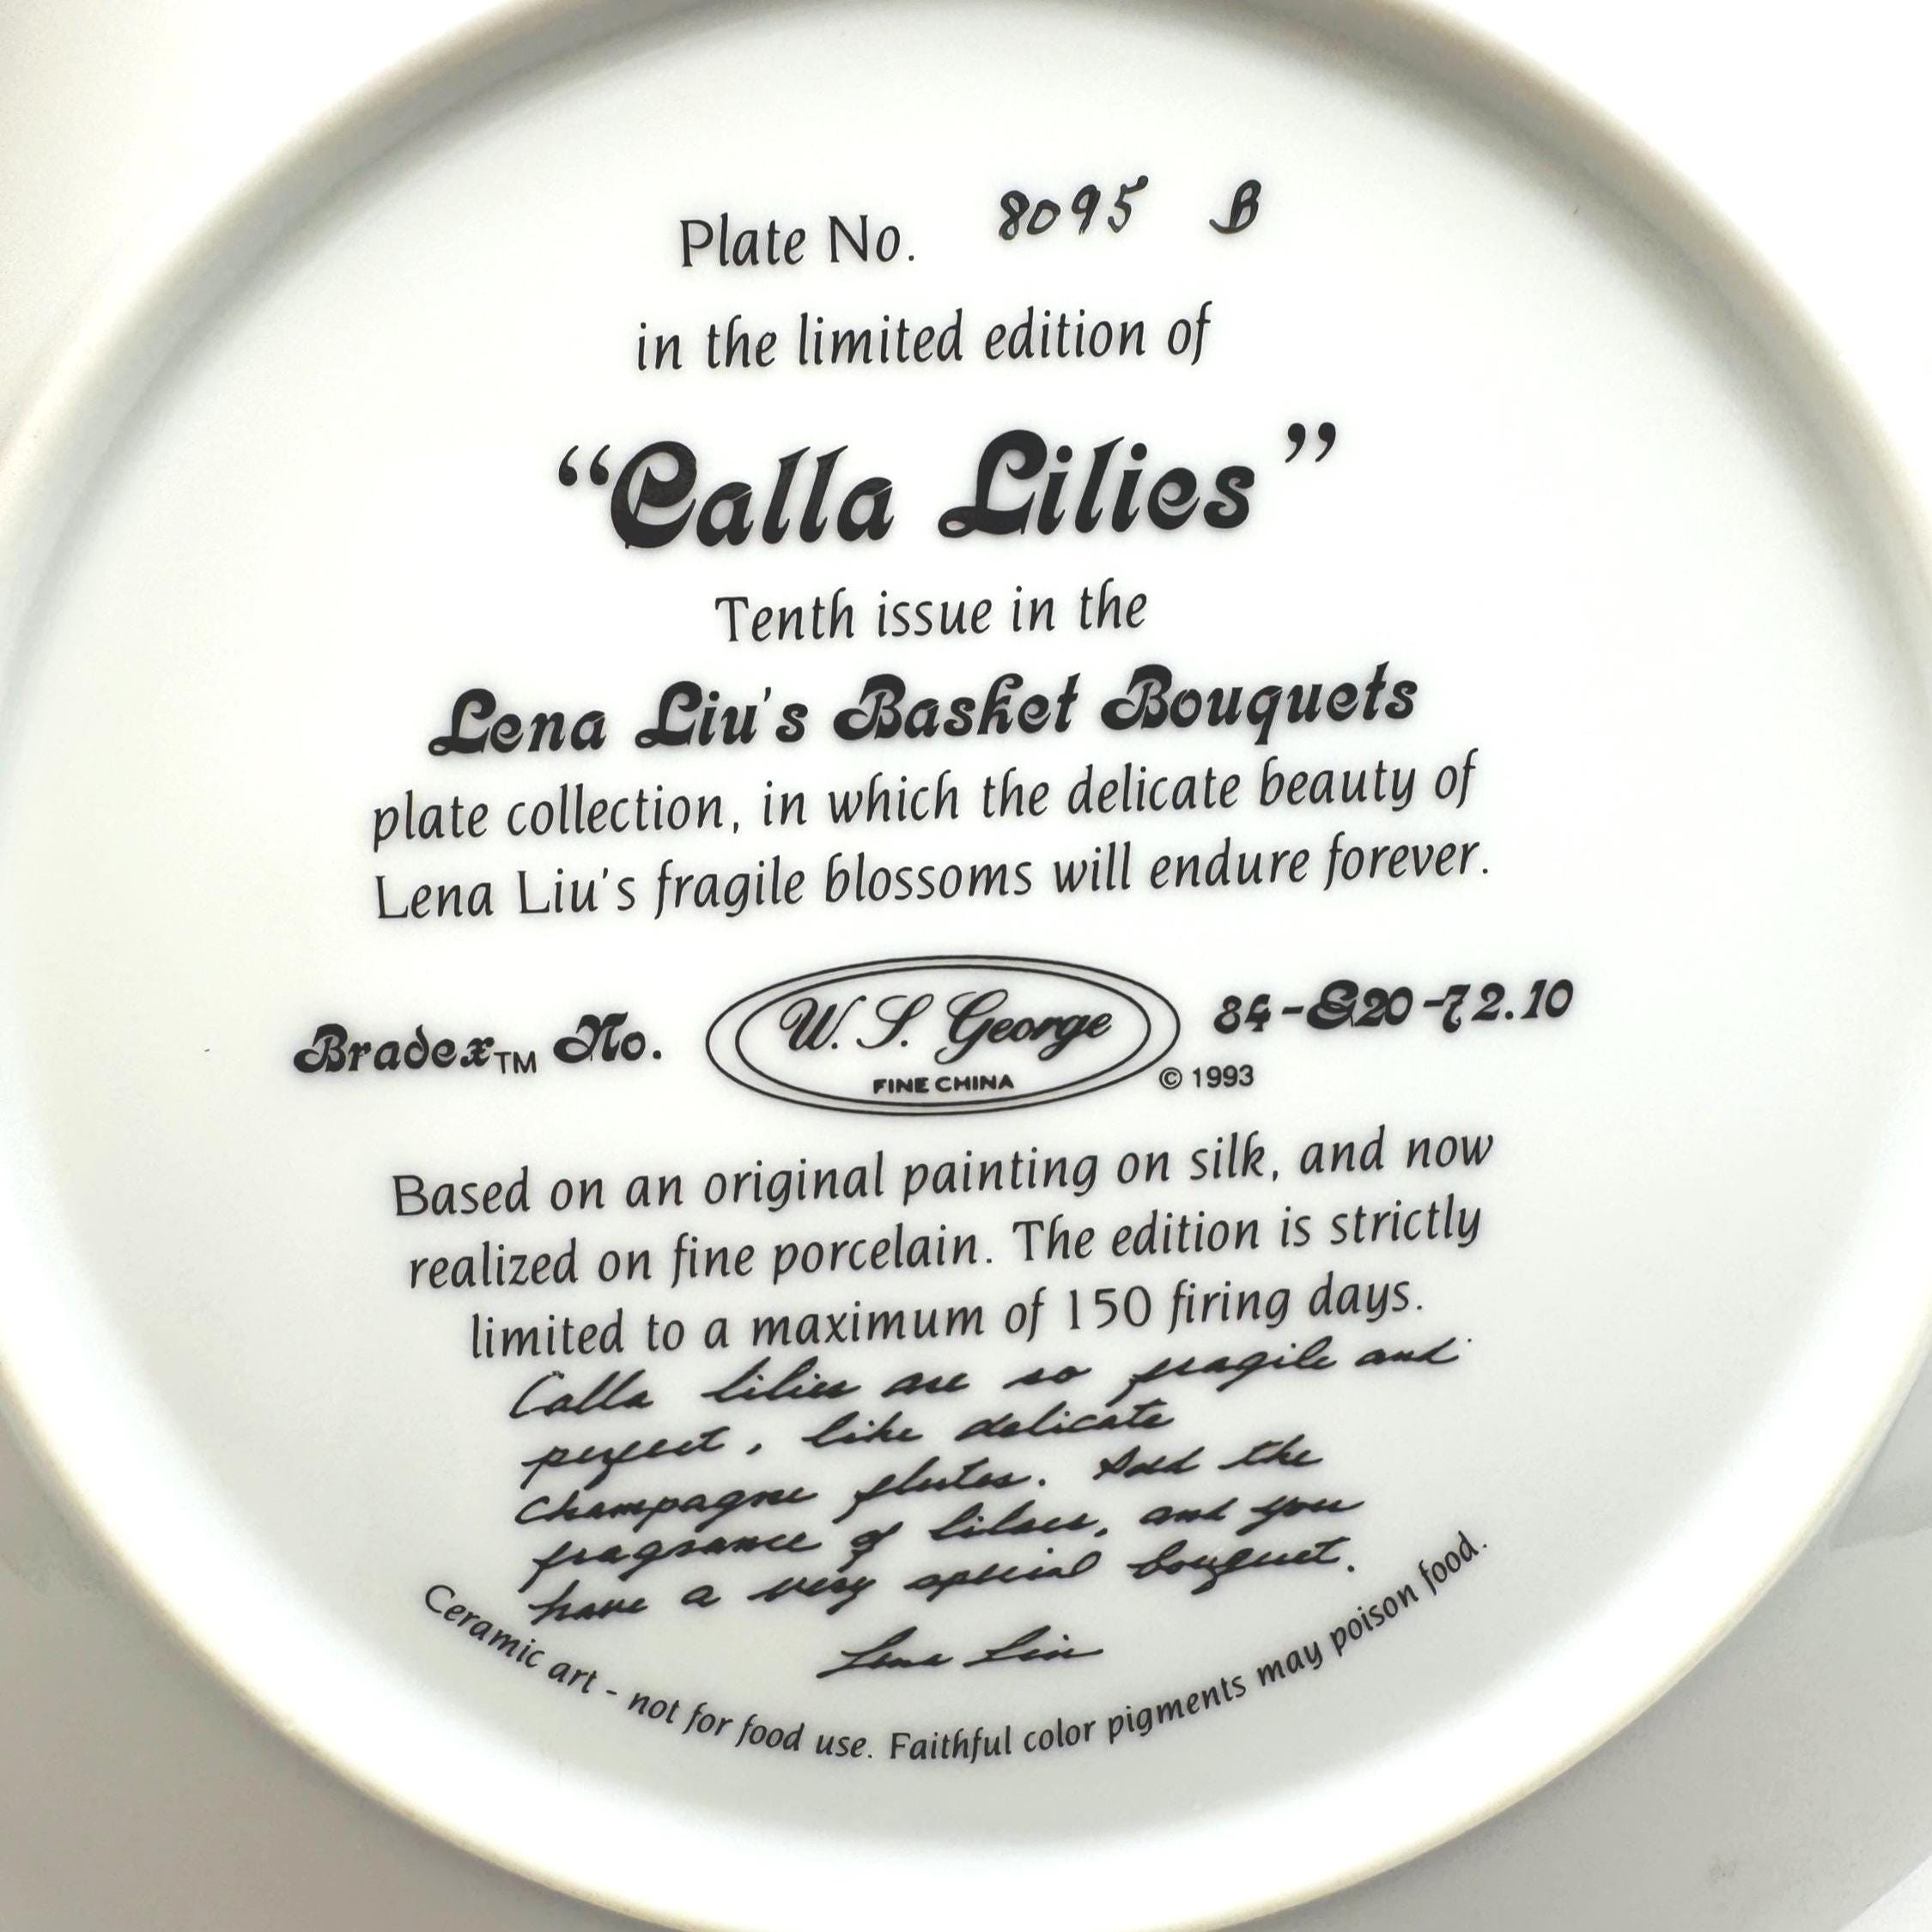 Plate No. 8095 B
in the limited edition of
“Calla Lilies”
Tenth issue in the
Lena Liu's Basket Bouquets
plate collection, in which the delicate beauty of
Lena Liu's fragile blossoms will endure forever.
Bradex™ No. 84-G20-72.10
W. S. George
FINE CHINA
© 1993
Based on an original painting on silk, and now
realized on fine porcelain. The edition is strictly
limited to a maximum of 150 firing days.
Calla lilies are so fragile and
perfect, like delicate
champagne flutes. Add the
fragrance of lilacs, and you
have a very special bouquet.
Lena Liu
Ceramic art - not for food use. Faithful color pigments may poison food.